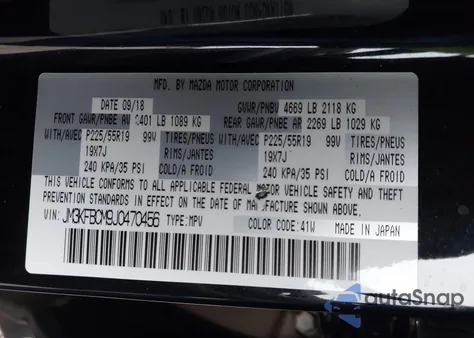 MFD. BY MAZDA MOTOR CORPORATION
DATE 09/18 GVWR/PNBV 4669 LB 2118 KG
FRONT GAWR/PNBE AV 2401 LB 1089 KG REAR GAWR/PNBE AR 2269 LB 1029 KG
WITH/AVEC P225/55R19 99V TIRES/PNEUS WITH/AVEC P225/55R19 99V TIRES/PNEUS
19X7J RIMS/JANTES 19X7J RIMS/JANTES
240 KPA/35 PSI COLD/A FROID 240 KPA/35 PSI COLD/A FROID
THIS VEHICLE CONFORMS TO ALL APPLICABLE FEDERAL MOTOR VEHICLE SAFETY AND THEFT
PREVENTION STANDARDS IN EFFECT ON THE DATE OF MANUFACTURE SHOWN ABOVE.
VIN: JM3KFBCM9J0470456 TYPE: MPV COLOR CODE: 41W MADE IN JAPAN
autoSnap